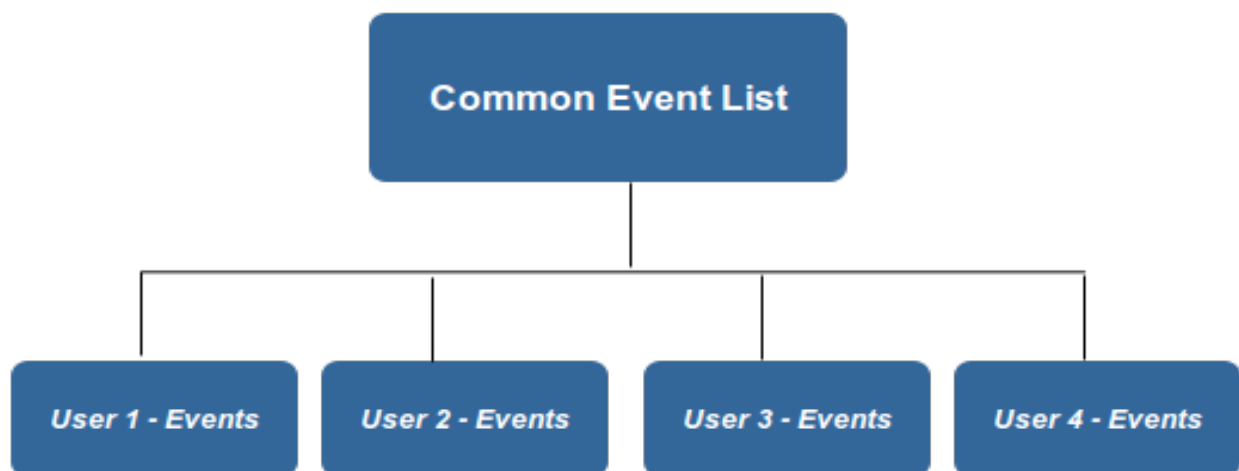 Common Event List
User 1 - Events
User 2 - Events
User 3 - Events
User 4 - Events